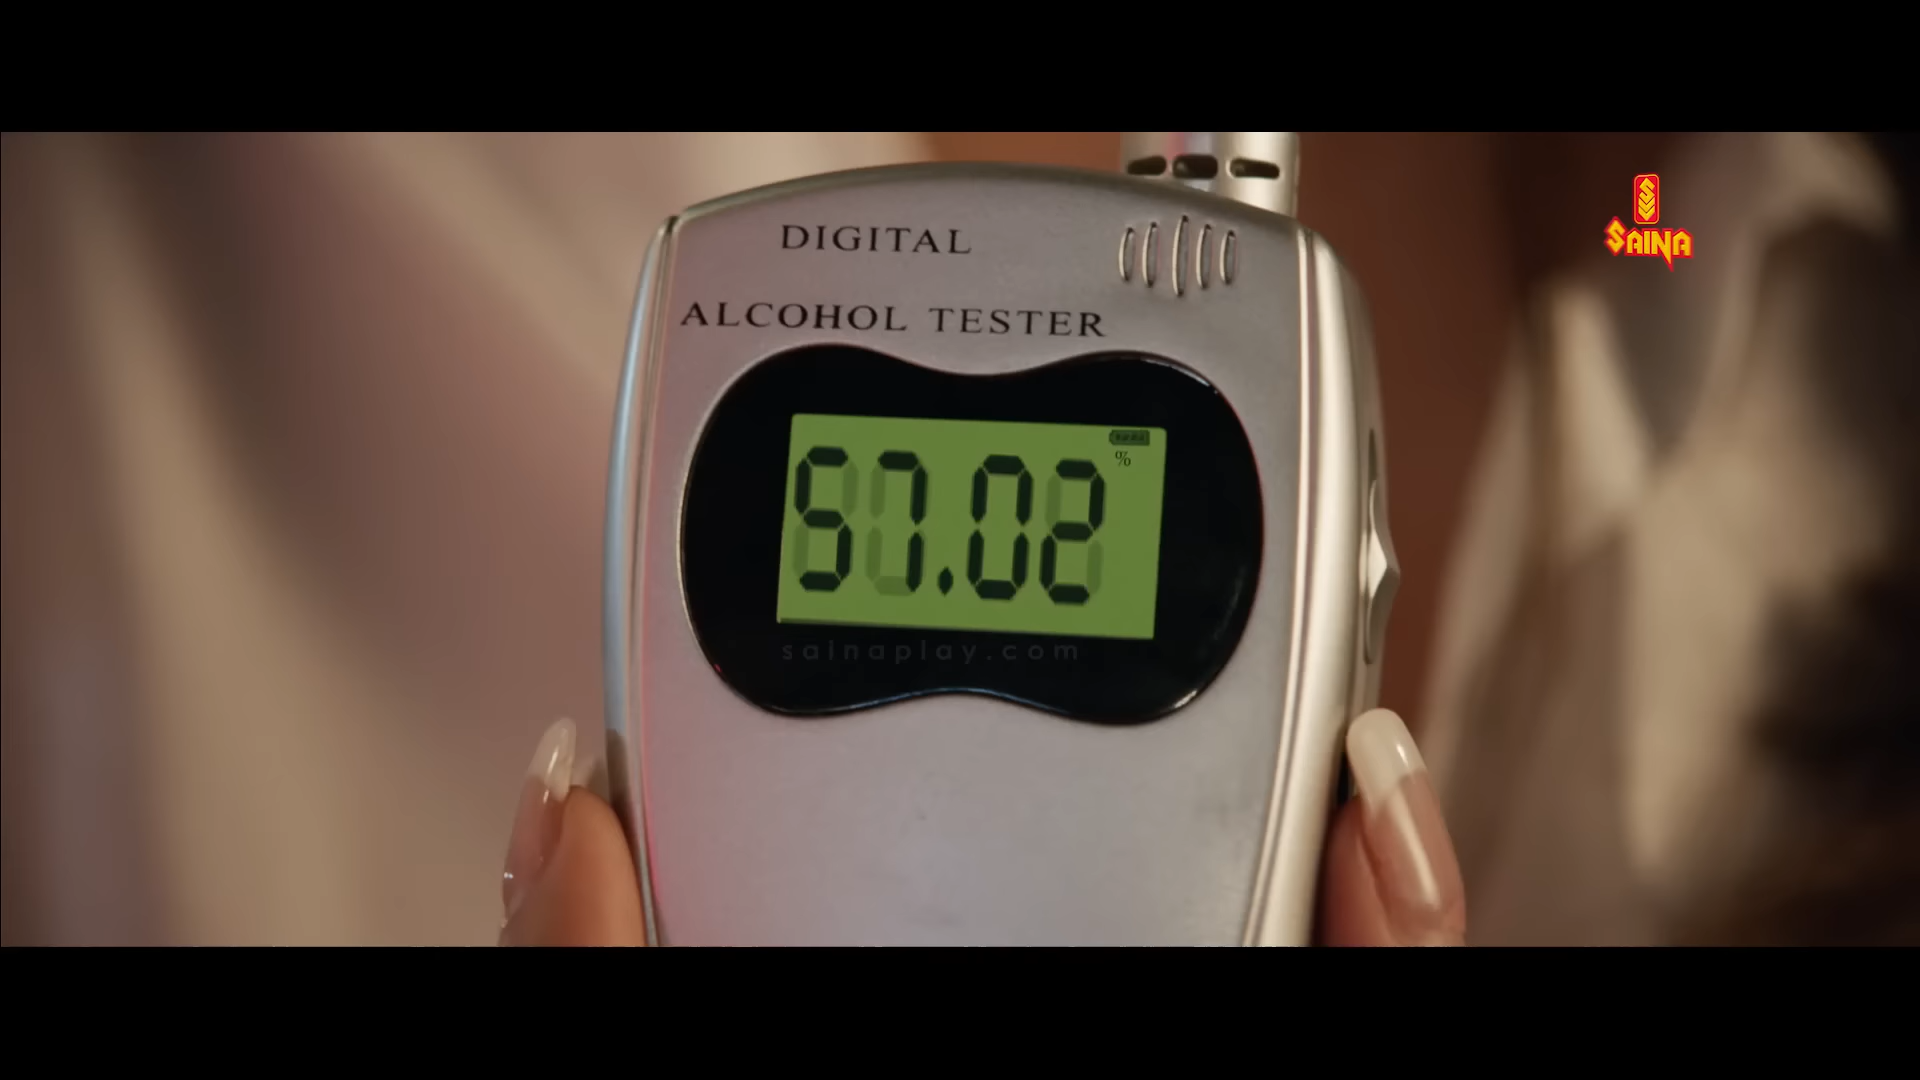 DIGITAL
SAINA
ALCOHOL TESTER
%
57.02
sainaplay.com